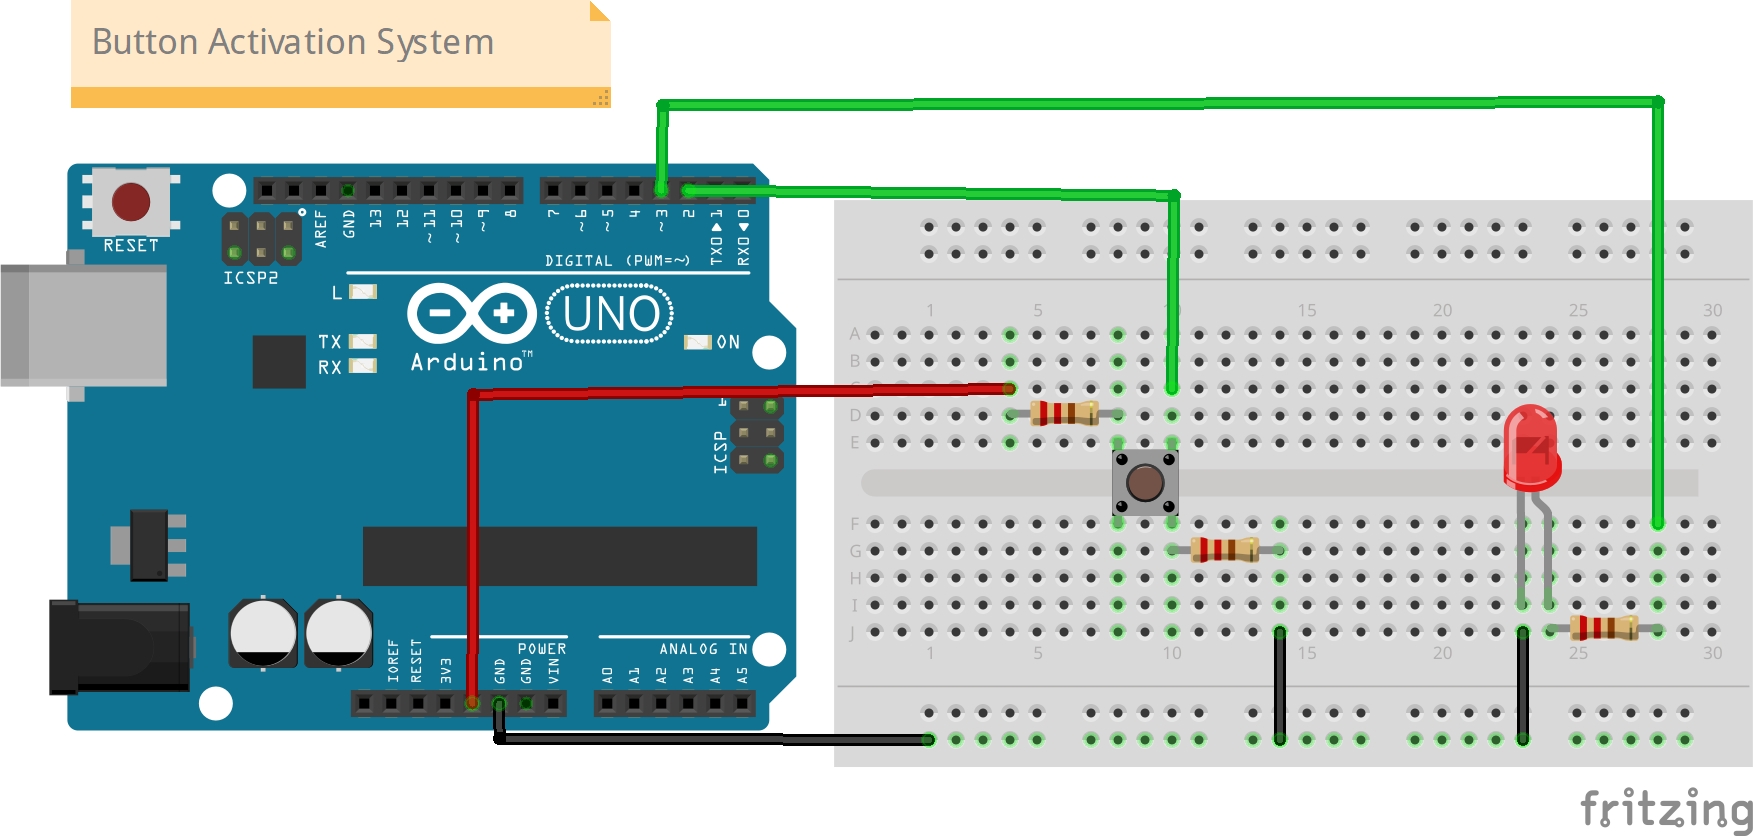 Button Activation System
RESET
ICSP2
AREF
GND
13
12
~11
~10
~9
8
7
~6
~5
4
~3
2
TX0▶1
RX0◀0
DIGITAL (PWM=~)
L
TX
RX
UNO
ON
Arduino™
ICSP
1 5 10 15 20 25 30
A
B
C
D
E
F
G
H
I
J
1 5 10 15 20 25 30
POWER
ANALOG IN
IOREF
RESET
3V3
GND
GND
VIN
A0
A1
A2
A3
A4
A5
fritzing